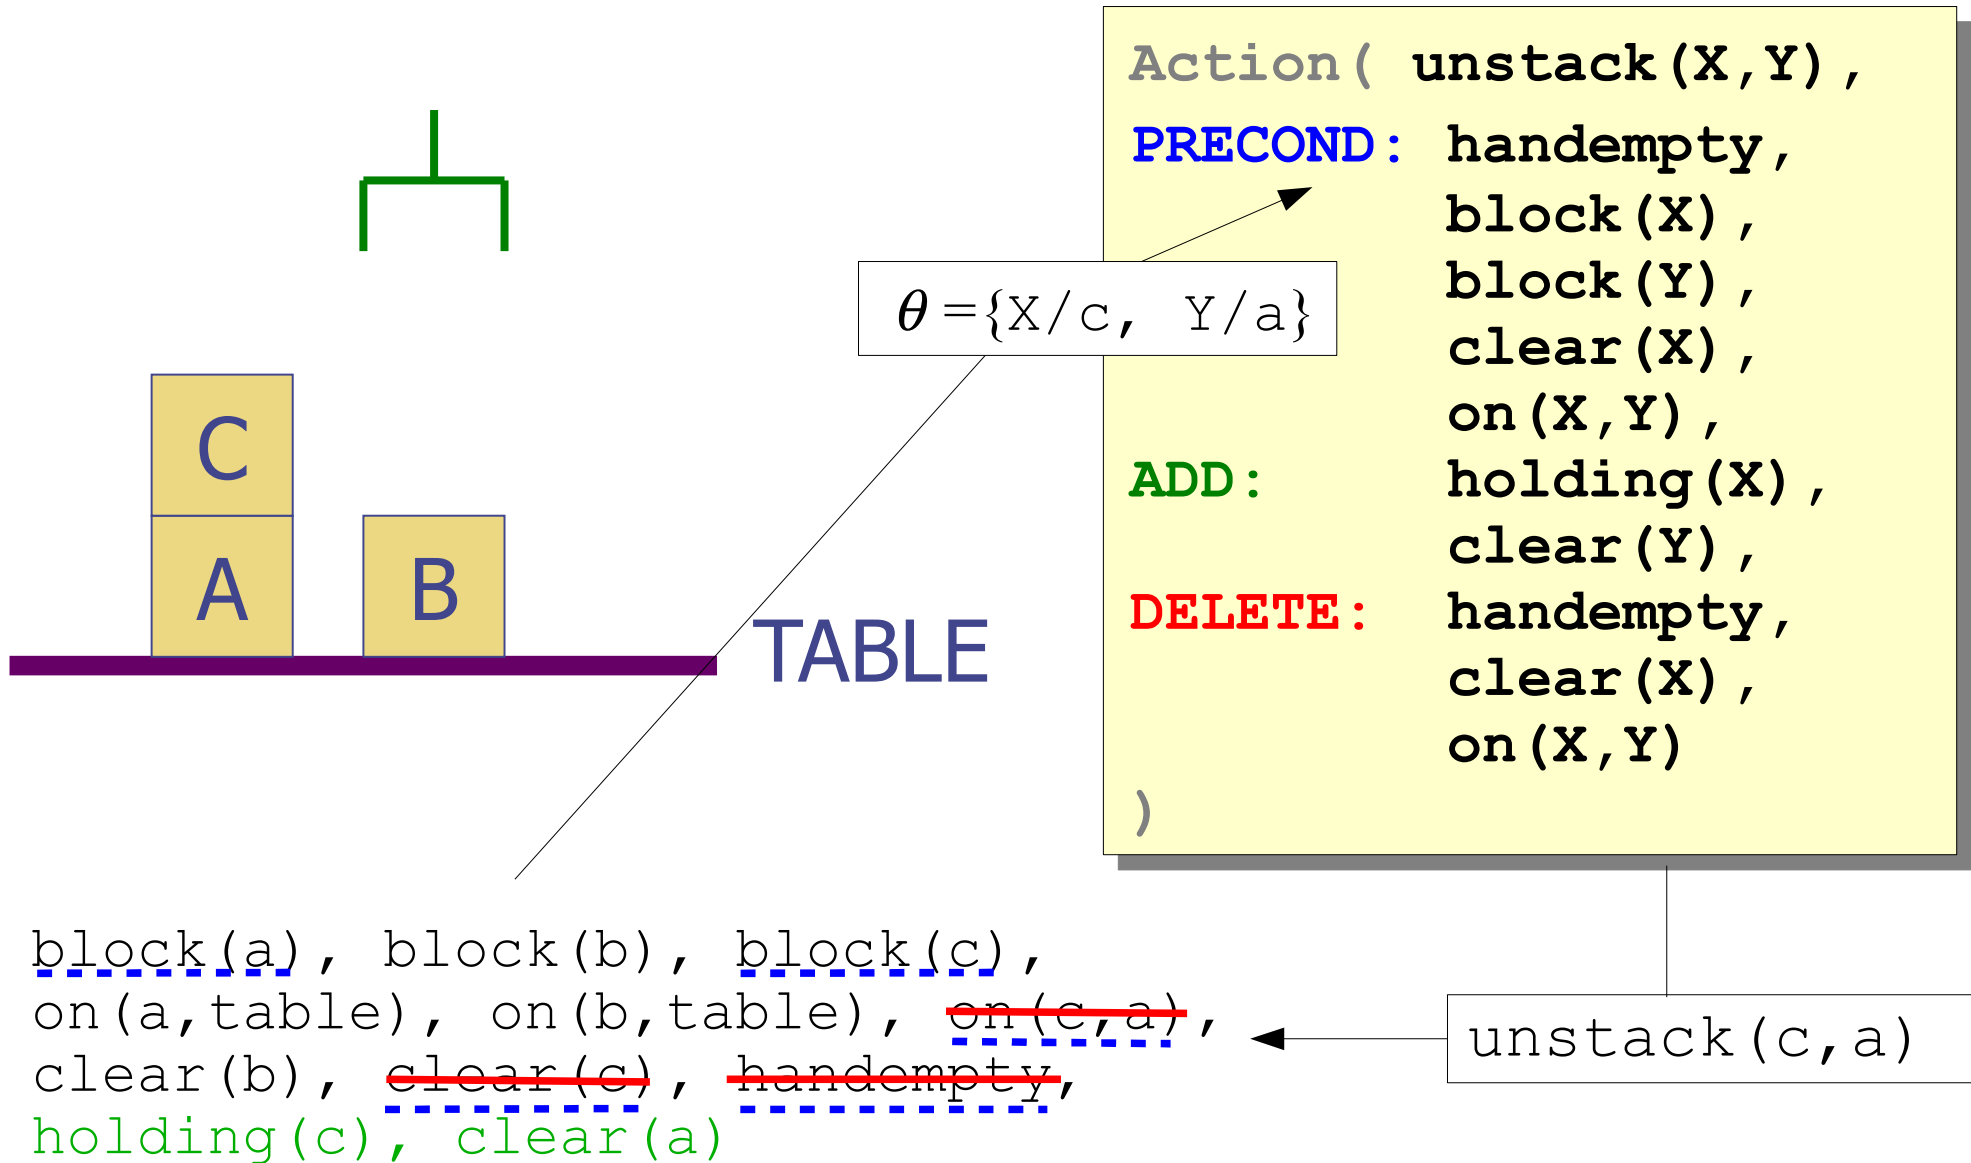 Action( unstack(X,Y),
PRECOND: handempty,
block(X),
block(Y),
clear(X),
on(X,Y),
ADD: holding(X),
clear(Y),
DELETE: handempty,
clear(X),
on(X,Y)
)
θ={X/c, Y/a}
C
A B
TABLE
block(a), block(b), block(c),
on(a,table), on(b,table), on(c,a),
clear(b), clear(c), handempty,
holding(c), clear(a)
unstack(c,a)